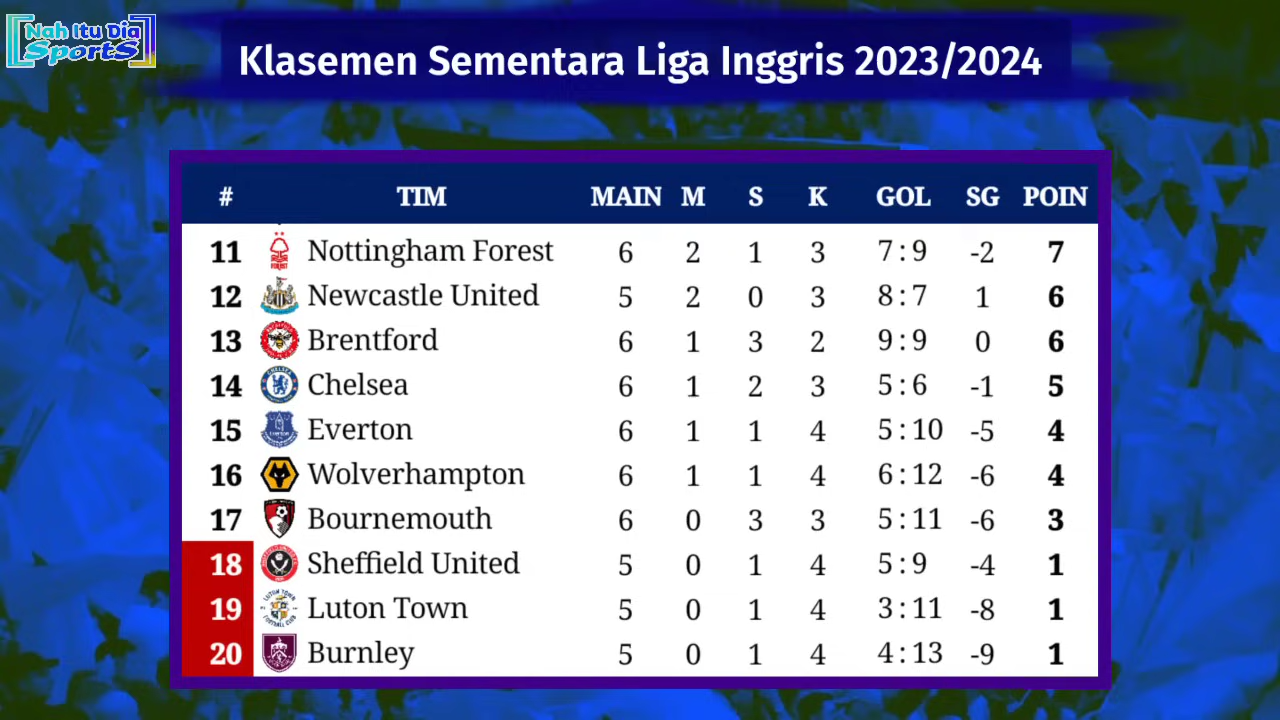 Nah Itu Dia
Sports
Klasemen Sementara Liga Inggris 2023/2024
# TIM MAIN M S K GOL SG POIN
11 Nottingham Forest 6 2 1 3 7:9 -2 7
12 Newcastle United 5 2 0 3 8:7 1 6
13 Brentford 6 1 3 2 9:9 0 6
14 Chelsea 6 1 2 3 5:6 -1 5
15 Everton 6 1 1 4 5:10 -5 4
16 Wolverhampton 6 1 1 4 6:12 -6 4
17 Bournemouth 6 0 3 3 5:11 -6 3
18 Sheffield United 5 0 1 4 5:9 -4 1
19 Luton Town 5 0 1 4 3:11 -8 1
20 Burnley 5 0 1 4 4:13 -9 1